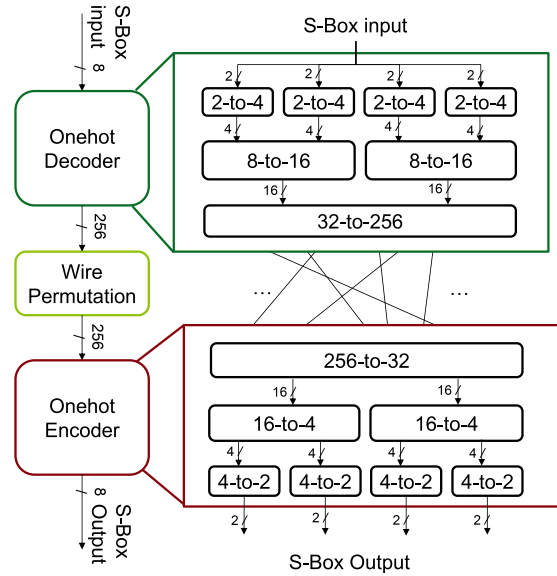 S-Box
input
8
Onehot
Decoder
256
Wire
Permutation
256
Onehot
Encoder
8
S-Box
Output
S-Box input
2 2 2 2
2-to-4 2-to-4 2-to-4 2-to-4
4 4 4 4
8-to-16 8-to-16
16 16
32-to-256
... ...
256-to-32
16 16
16-to-4 16-to-4
4 4 4 4
4-to-2 4-to-2 4-to-2 4-to-2
2 2 2 2
S-Box Output